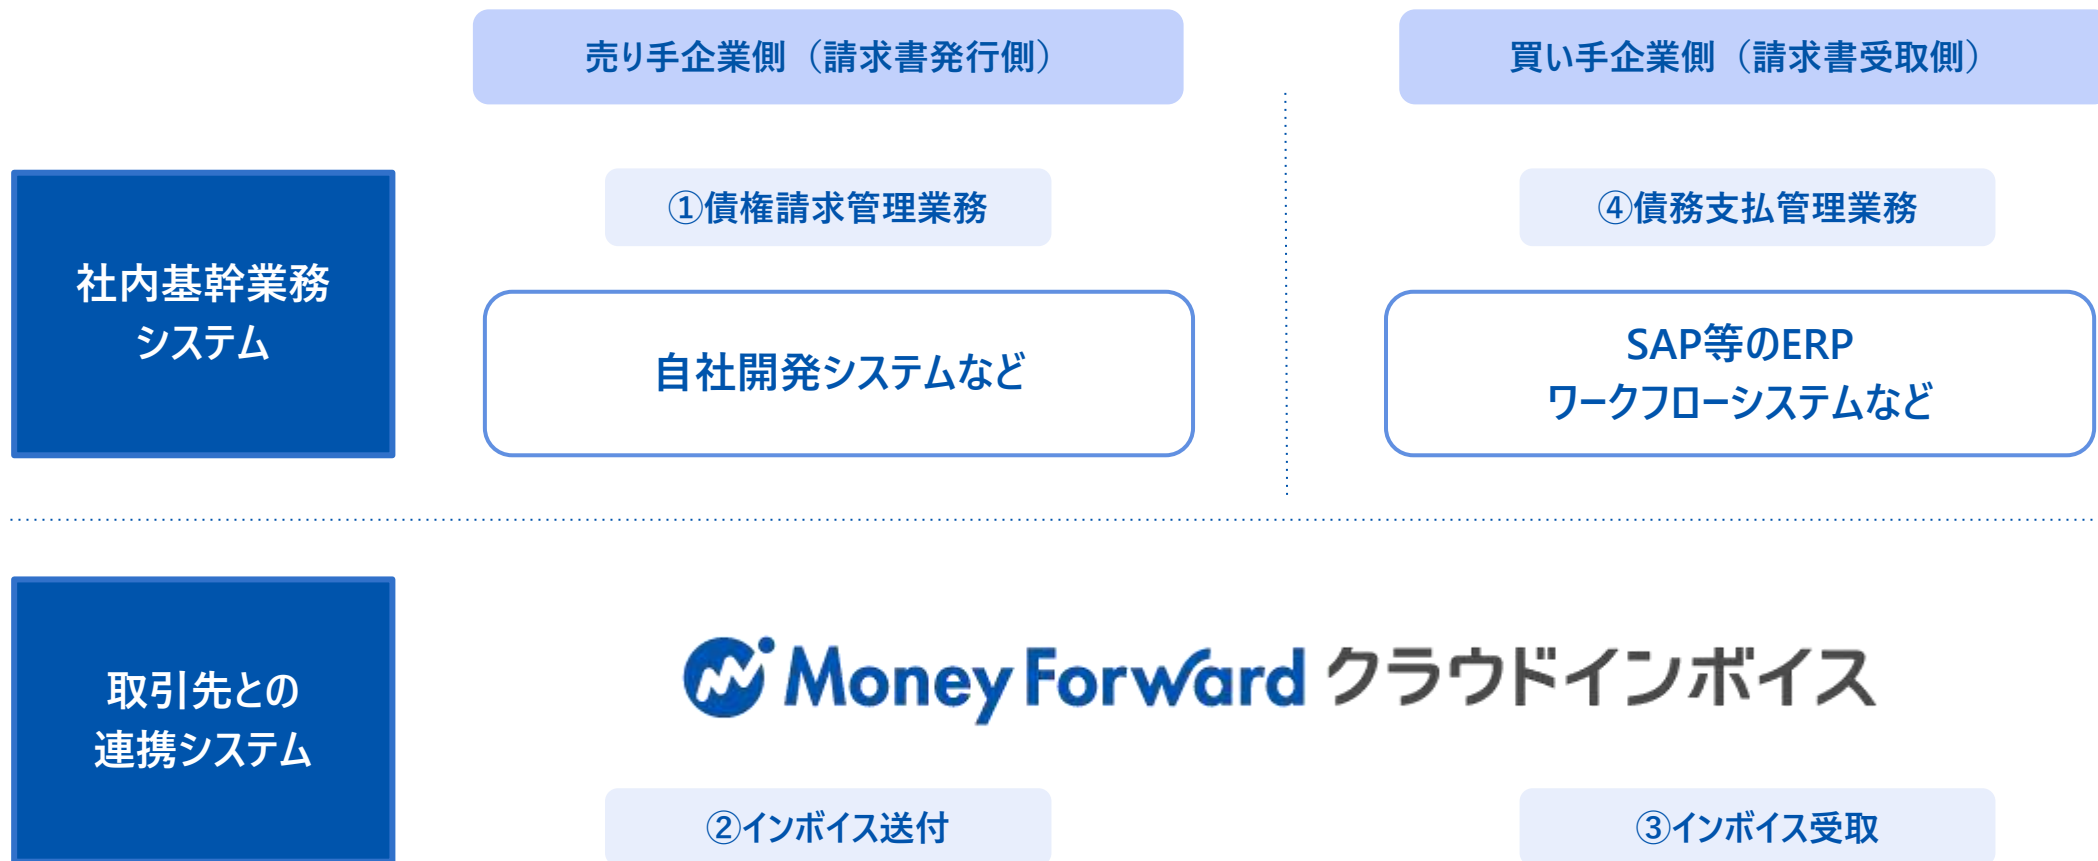 売り手企業側（請求書発行側）
買い手企業側（請求書受取側）
社内基幹業務
システム
①債権請求管理業務
自社開発システムなど
④債務支払管理業務
SAP等のERP
ワークフローシステムなど
取引先との
連携システム
Money Forward クラウドインボイス
②インボイス送付
③インボイス受取